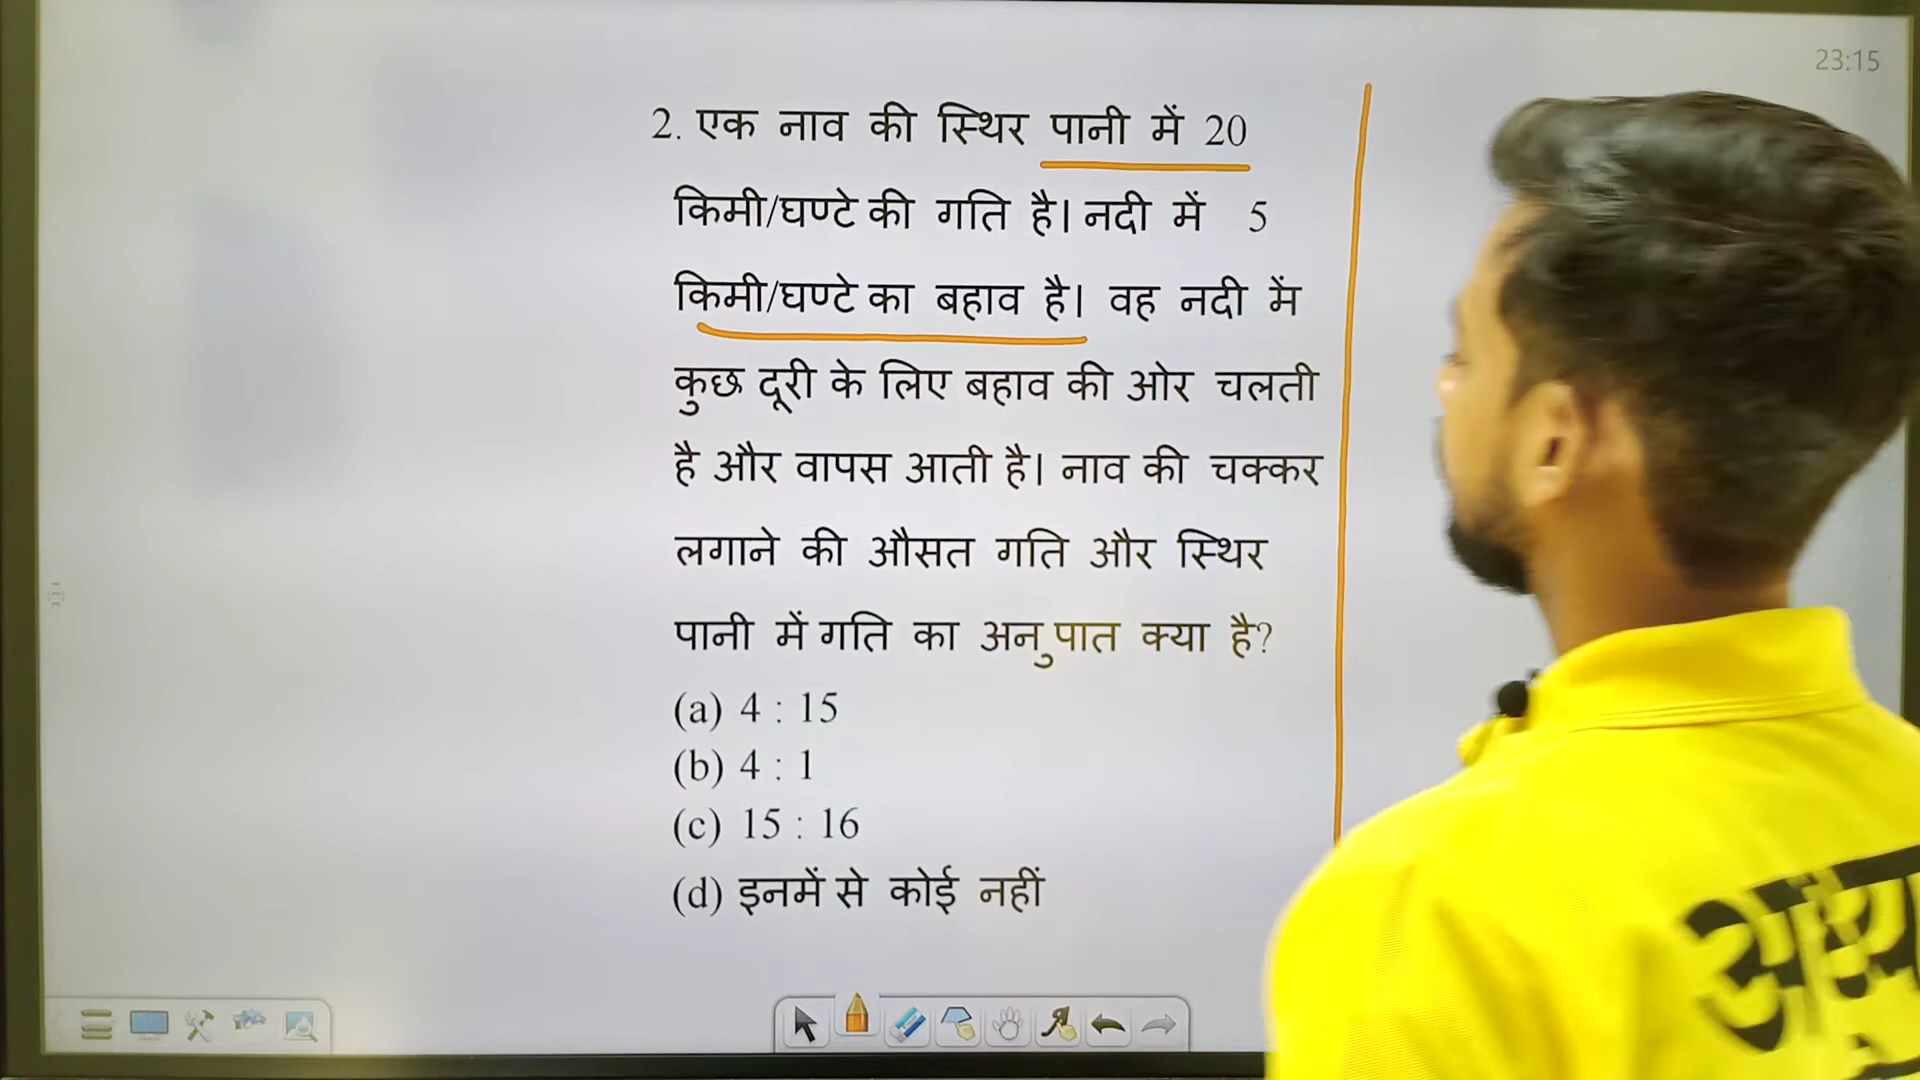 23:15
2. एक नाव की स्थिर पानी में 20
किमी/घण्टे की गति है। नदी में 5
किमी/घण्टे का बहाव है। वह नदी में
कुछ दूरी के लिए बहाव की ओर चलती
है और वापस आती है। नाव की चक्कर
लगाने की औसत गति और स्थिर
पानी में गति का अनुपात क्या है?
(a) 4 : 15
(b) 4 : 1
(c) 15 : 16
(d) इनमें से कोई नहीं